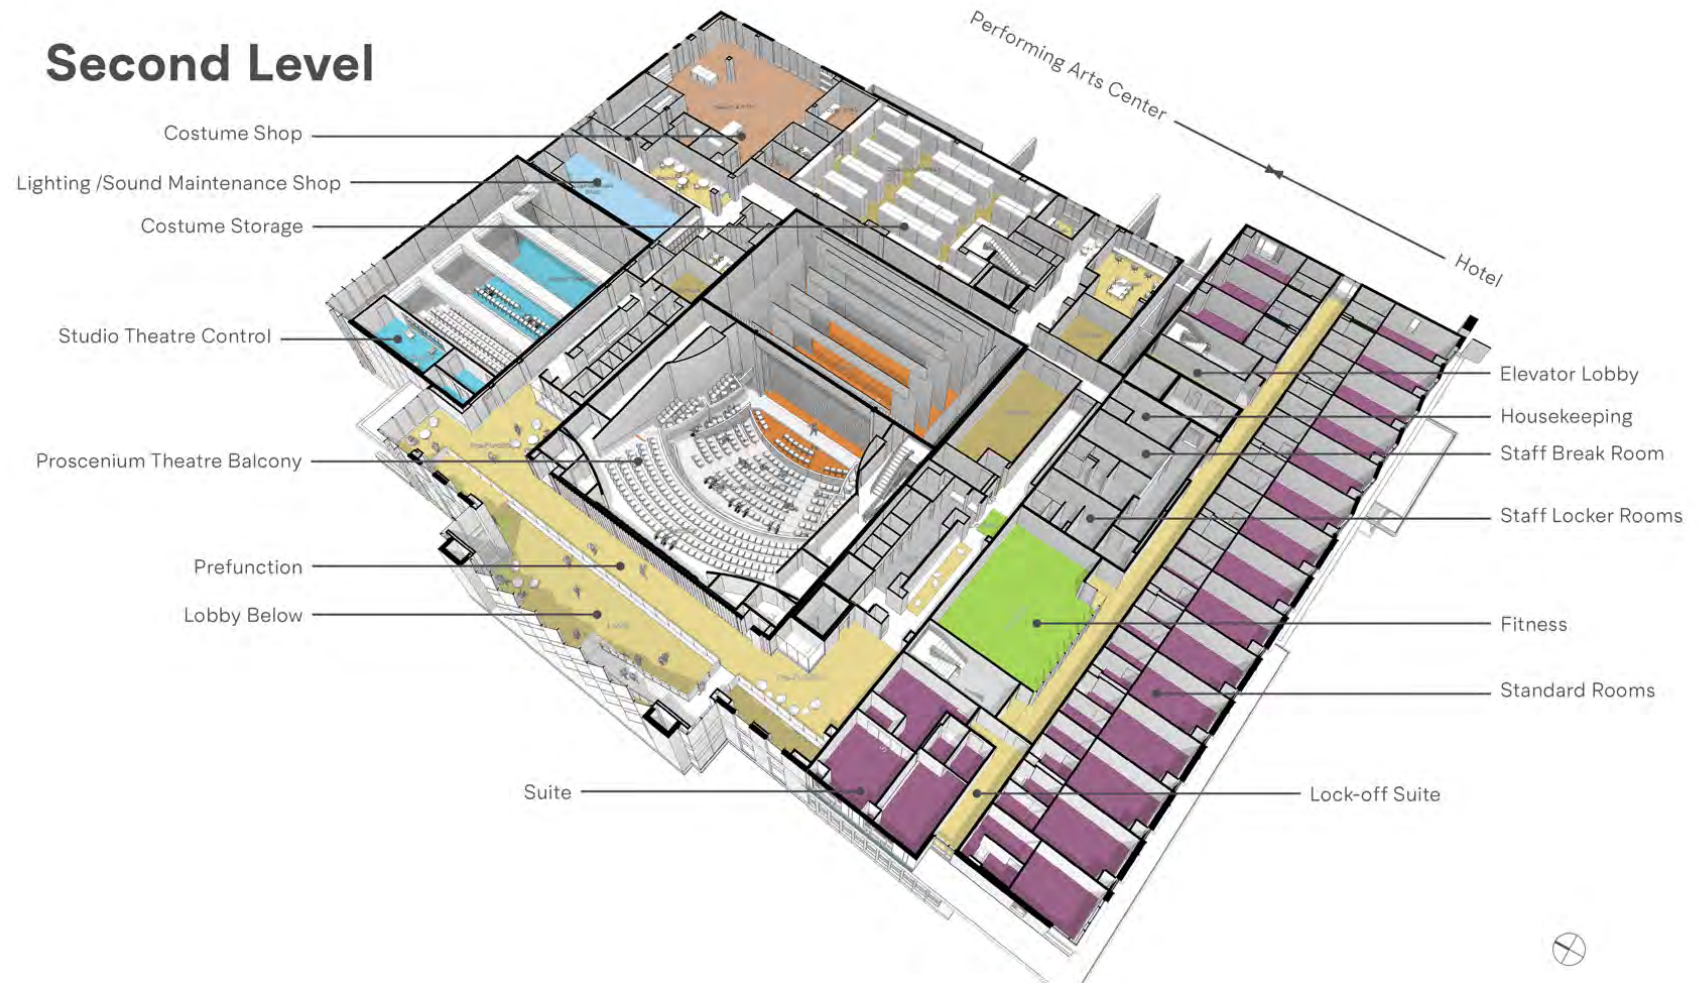 Second Level
Performing Arts Center
Hotel
Costume Shop
Lighting /Sound Maintenance Shop
Costume Storage
Studio Theatre Control
Proscenium Theatre Balcony
Prefunction
Lobby Below
Suite
Elevator Lobby
Housekeeping
Staff Break Room
Staff Locker Rooms
Fitness
Standard Rooms
Lock-off Suite